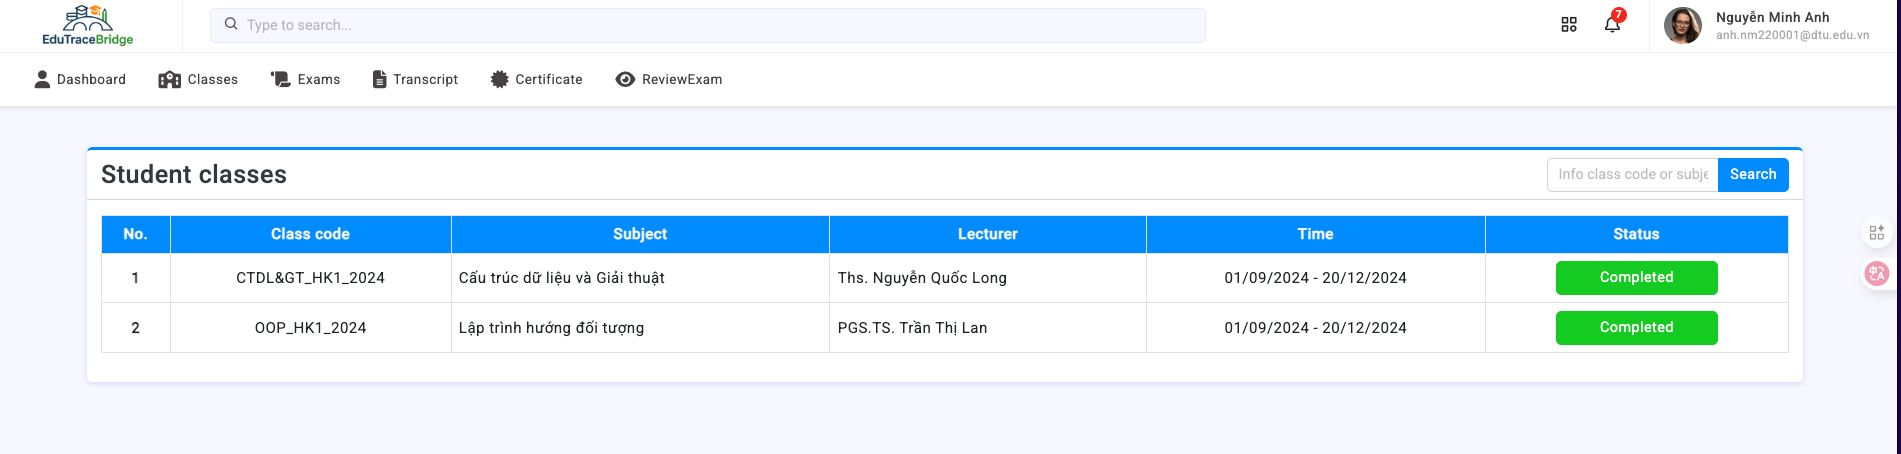 EduTraceBridge
Type to search...
7
Nguyễn Minh Anh
anh.nm220001@dtu.edu.vn
Dashboard Classes Exams Transcript Certificate ReviewExam
Student classes
Info class code or subje
Search
No. Class code Subject Lecturer Time Status
1 CTDL&GT_HK1_2024 Cấu trúc dữ liệu và Giải thuật Ths. Nguyễn Quốc Long 01/09/2024 - 20/12/2024 Completed
2 OOP_HK1_2024 Lập trình hướng đối tượng PGS.TS. Trần Thị Lan 01/09/2024 - 20/12/2024 Completed